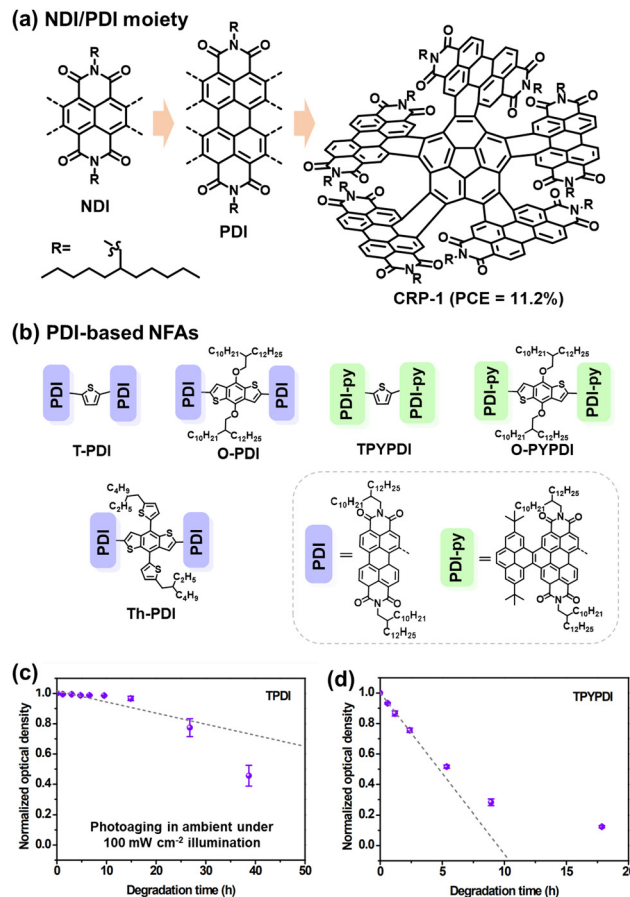 (a) NDI/PDI moiety
R
O N O
O N O
R
NDI
R
O N O
O N O
R
PDI
R=
CRP-1 (PCE = 11.2%)
(b) PDI-based NFAs
PDI S PDI
T-PDI
C10H21 C12H25
O
PDI S S PDI
O
C10H21 C12H25
O-PDI
PDI-py S PDI-py
TPYPDI
C10H21 C12H25
O
PDI-py S S PDI-py
O
C10H21 C12H25
O-PYPDI
C4H9
C2H5 S
PDI S S PDI
S C2H5
C4H9
Th-PDI
C12H25
C10H21
O N O
PDI =
O N O
C10H21
C12H25
C12H25
C10H21
O N O
PDI-py =
O N O
C10H21
C12H25
(c)
TPDI
Normalized optical density
1.0
0.8
0.6
0.4
0.2
0.0
Photoaging in ambient under
100 mW cm-2 illumination
0 10 20 30 40 50
Degradation time (h)
(d)
TPYPDI
Normalized optical density
1.0
0.8
0.6
0.4
0.2
0.0
0 5 10 15 20
Degradation time (h)